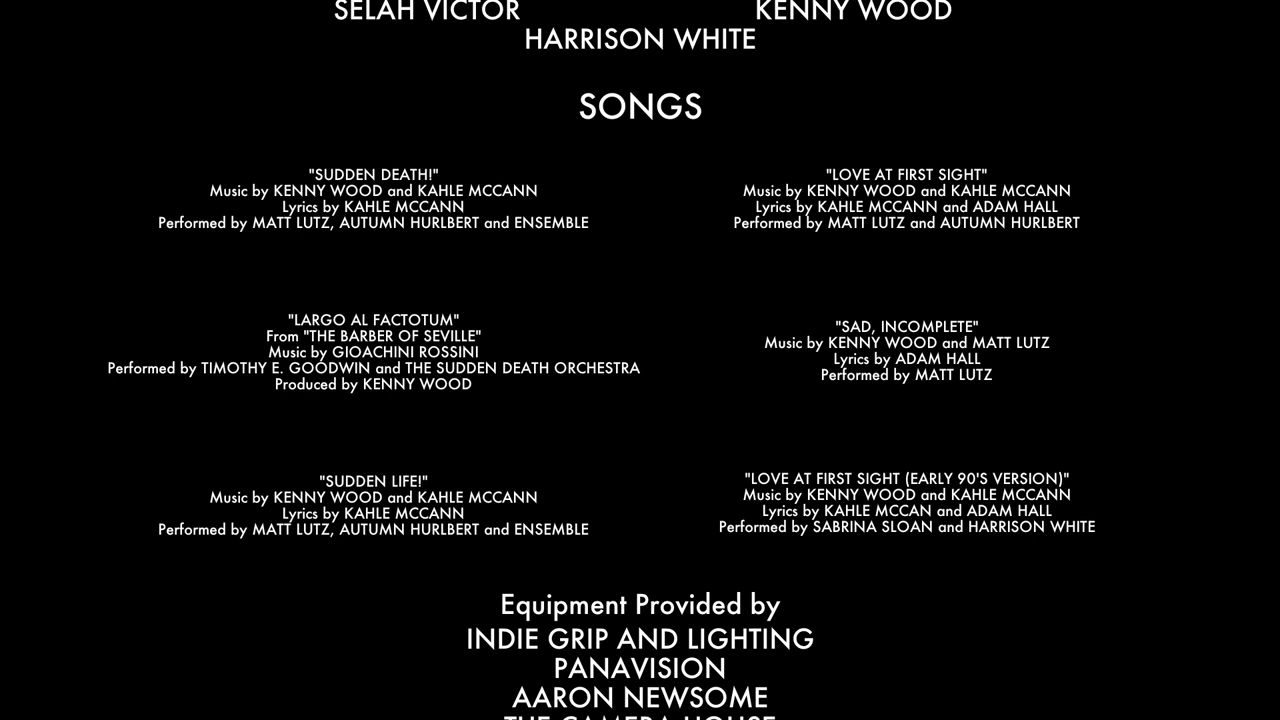 SELAH VICTOR
KENNY WOOD
HARRISON WHITE
SONGS
"SUDDEN DEATH!"
Music by KENNY WOOD and KAHLE MCCANN
Lyrics by KAHLE MCCANN
Performed by MATT LUTZ, AUTUMN HURLBERT and ENSEMBLE
"LOVE AT FIRST SIGHT"
Music by KENNY WOOD and KAHLE MCCANN
Lyrics by KAHLE MCCANN and ADAM HALL
Performed by MATT LUTZ and AUTUMN HURLBERT
"LARGO AL FACTOTUM"
From "THE BARBER OF SEVILLE"
Music by GIOACHINI ROSSINI
Performed by TIMOTHY E. GOODWIN and THE SUDDEN DEATH ORCHESTRA
Produced by KENNY WOOD
"SAD, INCOMPLETE"
Music by KENNY WOOD and MATT LUTZ
Lyrics by ADAM HALL
Performed by MATT LUTZ
"SUDDEN LIFE!"
Music by KENNY WOOD and KAHLE MCCANN
Lyrics by KAHLE MCCANN
Performed by MATT LUTZ, AUTUMN HURLBERT and ENSEMBLE
"LOVE AT FIRST SIGHT (EARLY 90'S VERSION)"
Music by KENNY WOOD and KAHLE MCCANN
Lyrics by KAHLE MCCAN and ADAM HALL
Performed by SABRINA SLOAN and HARRISON WHITE
Equipment Provided by
INDIE GRIP AND LIGHTING
PANAVISION
AARON NEWSOME
THE CAMERA HOUSE